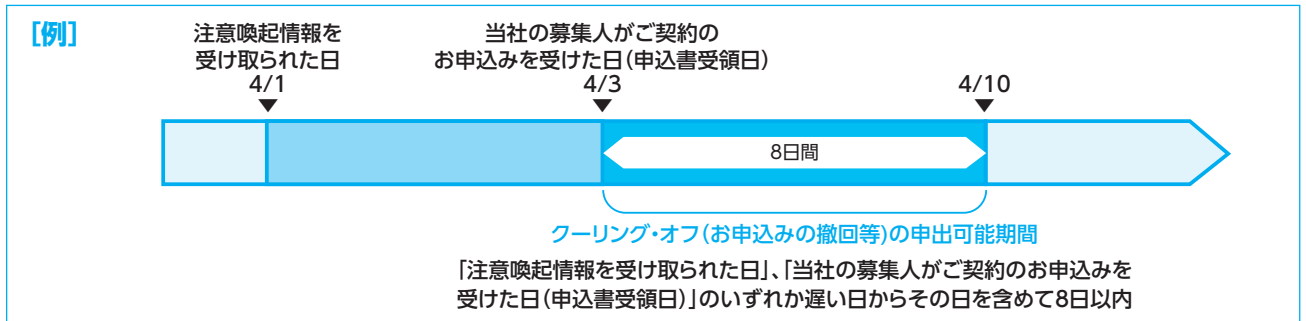 [例]
注意喚起情報を
受け取られた日
4/1
当社の募集人がご契約の
お申込みを受けた日(申込書受領日)
4/3
4/10
8日間
クーリング・オフ(お申込みの撤回等)の申出可能期間
「注意喚起情報を受け取られた日」、「当社の募集人がご契約のお申込みを
受けた日(申込書受領日)」のいずれか遅い日からその日を含めて8日以内